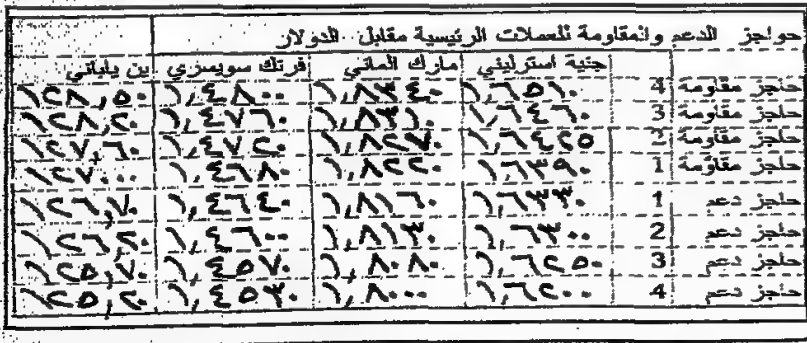 حواجز الدعم والمقاومة للعملات الرئيسية مقابل الدولار
جنية استرليني مارك الماني فرنك سويسري ين ياباني
حاجز مقاومة 4 ١,٦٥١٠ ١,٨٣٤٠ ١,٤٨٠٠ ١٢٨,٥٠
حاجز مقاومة 3 ١,٦٤٦٠ ١,٨٣١٠ ١,٤٧٦٠ ١٢٨,٢٠
حاجز مقاومة 2 ١,٦٤٢٥ ١,٨٢٧٠ ١,٤٧٢٠ ١٢٧,٦٠
حاجز مقاومة 1 ١,٦٣٩٠ ١,٨٢٢٠ ١,٤٦٨٠ ١٢٧,٠٠
حاجز دعم 1 ١,٦٣٣٠ ١,٨١٦٠ ١,٤٦٤٠ ١٢٦,٧٠
حاجز دعم 2 ١,٦٣٠٠ ١,٨١٣٠ ١,٤٦٠٠ ١٢٦,٢٠
حاجز دعم 3 ١,٦٢٥٠ ١,٨٠٨٠ ١,٤٥٧٠ ١٢٥,٧٠
حاجز دعم 4 ١,٦٢٠٠ ١,٨٠٠٠ ١,٤٥٣٠ ١٢٥,٢٠